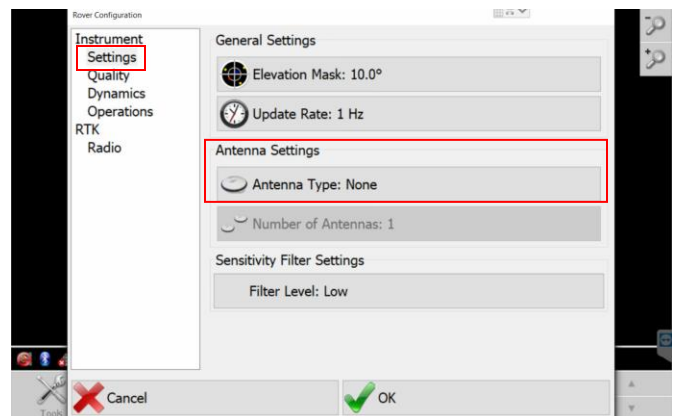 Rover Configuration
Instrument
Settings
Quality
Dynamics
Operations
RTK
Radio
General Settings
Elevation Mask: 10.0°
Update Rate: 1 Hz
Antenna Settings
Antenna Type: None
Number of Antennas: 1
Sensitivity Filter Settings
Filter Level: Low
Cancel
OK
Tools